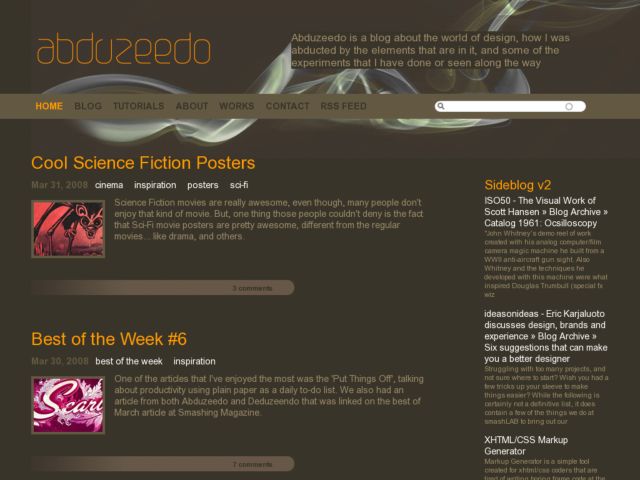 abduzeedo
Abduzeedo is a blog about the world of design, how I was
abducted by the elements that are in it, and some of the
experiments that I have done or seen along the way
HOME BLOG TUTORIALS ABOUT WORKS CONTACT RSS FEED
Cool Science Fiction Posters
Mar 31, 2008 cinema inspiration posters sci-fi
Science Fiction movies are really awesome, even though, many people don't
enjoy that kind of movie. But, one thing those people couldn't deny is the fact
that Sci-Fi movie posters are pretty awesome, different from the regular
movies... like drama, and others.
3 comments
Best of the Week #6
Mar 30, 2008 best of the week inspiration
Scarl
One of the articles that I've enjoyed the most was the 'Put Things Off', talking
about productivity using plain paper as a daily to-do list. We also had an
article from both Abduzeedo and Deduzeendo that was linked on the best of
March article at Smashing Magazine.
7 comments
Sideblog v2
ISO50 - The Visual Work of
Scott Hansen » Blog Archive »
Catalog 1961: Ocsilloscopy
"John Whitney's demo reel of work
created with his analog computer/film
camera magic machine he built from a
WWII anti-aircraft gun sight. Also
Whitney and the techniques he
developed with this machine were what
inspired Douglas Trumbull (special fx
wiz
ideasonideas - Eric Karjaluoto
discusses design, brands and
experience » Blog Archive »
Six suggestions that can make
you a better designer
Struggling with too many projects, and
not sure where to start? Wish you had a
few tricks up your sleeve to make
things easier? While the following is
certainly not a definitive list, it does
contain a few of the things we do at
smashLAB to bring out our
XHTML/CSS Markup
Generator
Markup Generator is a simple tool
created for xhtml/css coders that are
tired of writing boring frame code at the